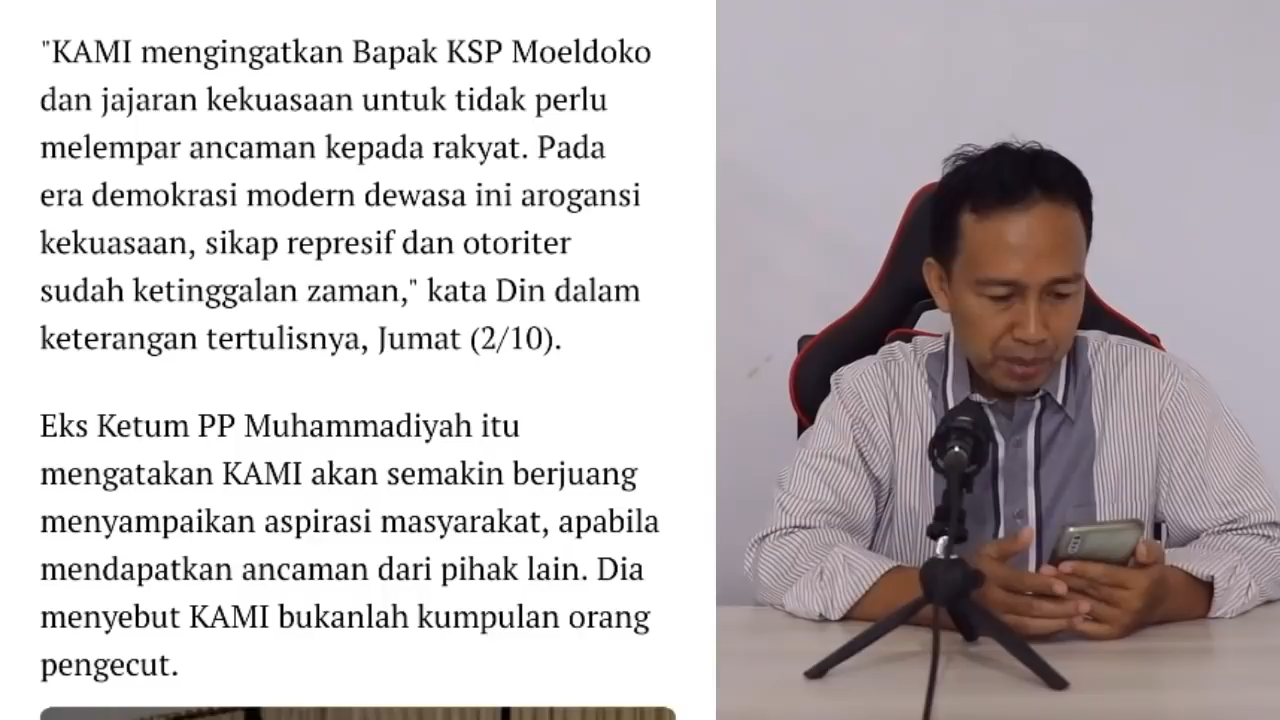 "KAMI mengingatkan Bapak KSP Moeldoko
dan jajaran kekuasaan untuk tidak perlu
melempar ancaman kepada rakyat. Pada
era demokrasi modern dewasa ini arogansi
kekuasaan, sikap represif dan otoriter
sudah ketinggalan zaman," kata Din dalam
keterangan tertulisnya, Jumat (2/10).
Eks Ketum PP Muhammadiyah itu
mengatakan KAMI akan semakin berjuang
menyampaikan aspirasi masyarakat, apabila
mendapatkan ancaman dari pihak lain. Dia
menyebut KAMI bukanlah kumpulan orang
pengecut.